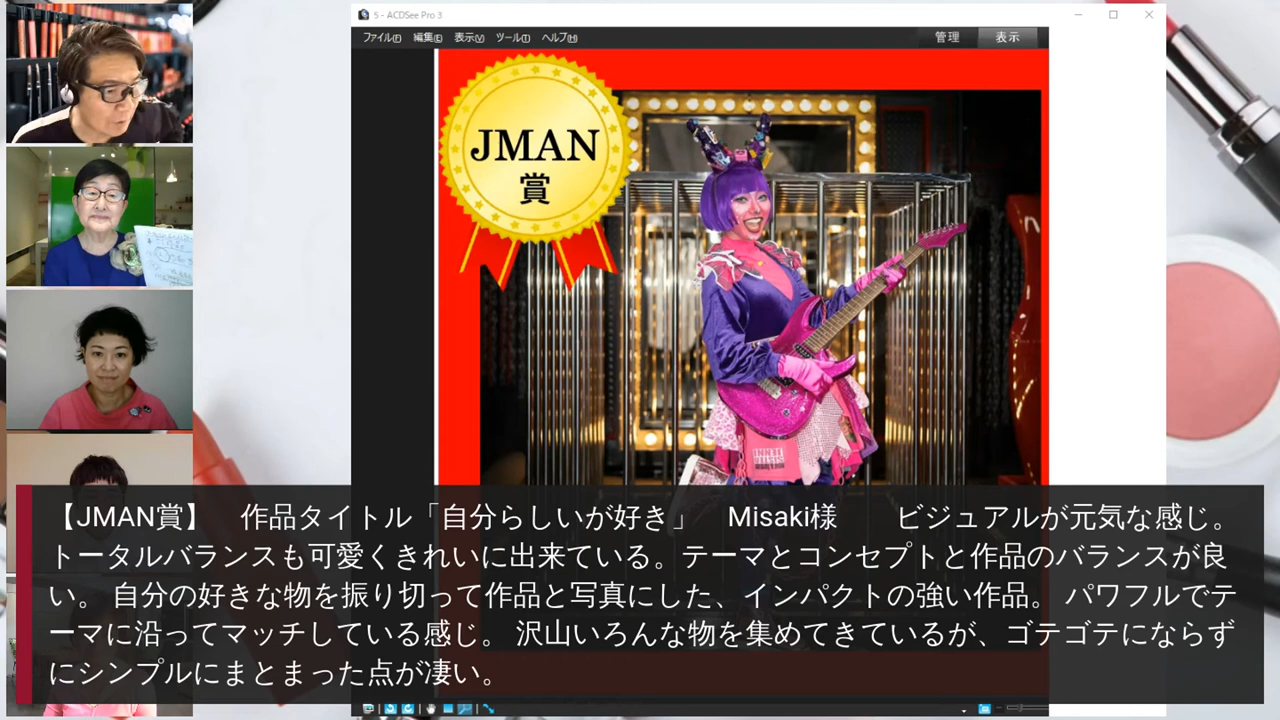 5 - ACDSee Pro 3
ファイル(F) 編集(E) 表示(V) ツール(T) ヘルプ(H)
管理 表示
JMAN
賞
【JMAN賞】 作品タイトル「自分らしいが好き」 Misaki様 ビジュアルが元気な感じ。
トータルバランスも可愛くきれいに出来ている。テーマとコンセプトと作品のバランスが良
い。 自分の好きな物を振り切って作品と写真にした、インパクトの強い作品。 パワフルでテ
ーマに沿ってマッチしている感じ。 沢山いろんな物を集めてきているが、ゴテゴテにならず
にシンプルにまとまった点が凄い。